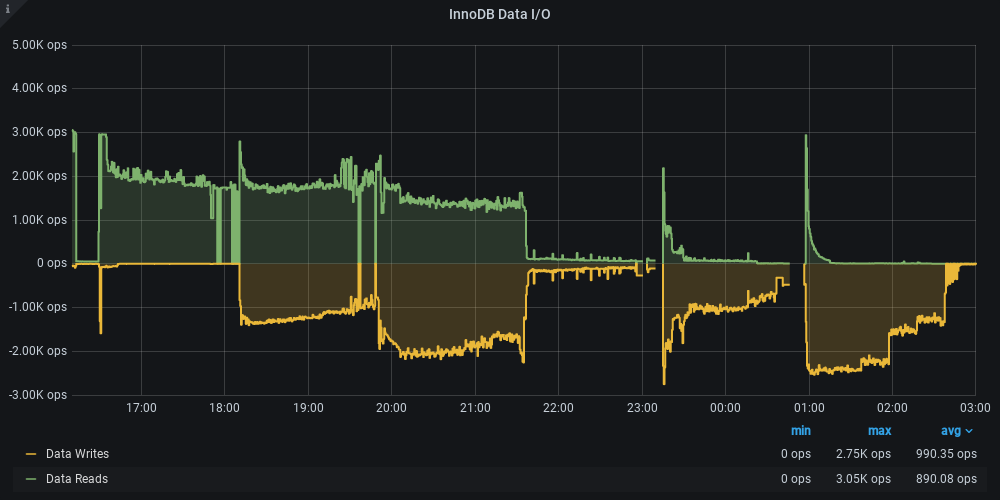 i
InnoDB Data I/O
5.00K ops
4.00K ops
3.00K ops
2.00K ops
1.00K ops
0 ops
-1.00K ops
-2.00K ops
-3.00K ops
17:00 18:00 19:00 20:00 21:00 22:00 23:00 00:00 01:00 02:00 03:00
min max avg
Data Writes 0 ops 2.75K ops 990.35 ops
Data Reads 0 ops 3.05K ops 890.08 ops